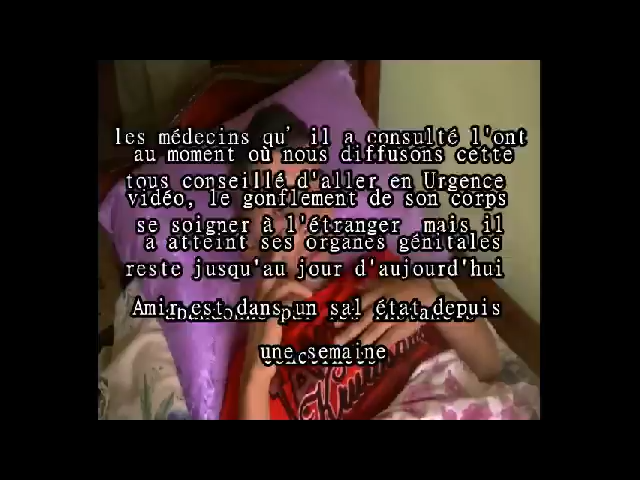 les médecins qu' il a consulté l'ont
au moment où nous diffusons cette
tous conseillé d'aller en Urgence
vidéo, le gonflement de son corps
se soigner à l'étranger mais il
a atteint ses organes génitales
reste jusqu'au jour d'aujourd'hui
Amir est dans un sal état depuis
une semaine